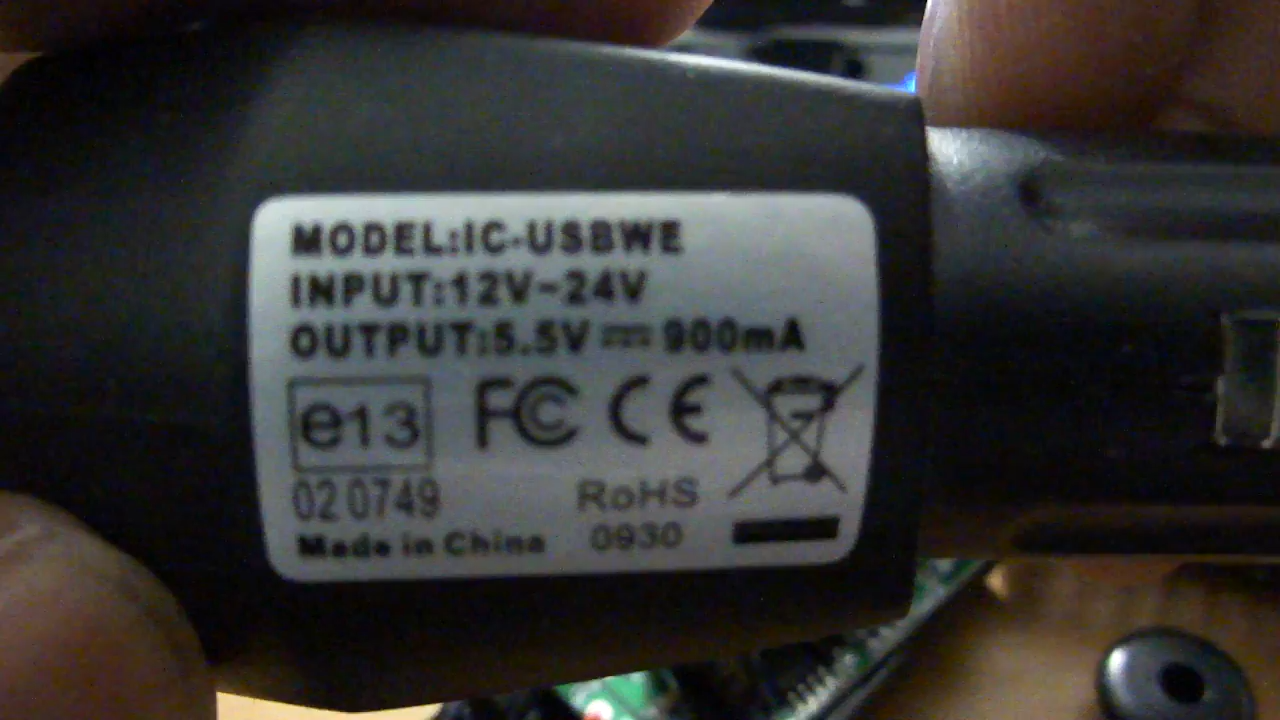 MODEL:IC-USBWE
INPUT:12V~24V
OUTPUT:5.5V⎓900mA
e13 FC CE
02 0749 RoHS
Made in China 0930